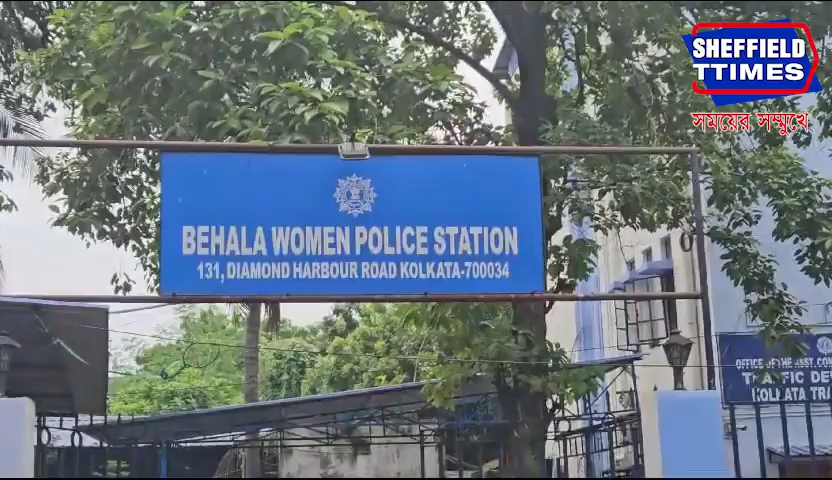 SHEFFIELD
TTIMES
সময়ের সম্মুখে
BEHALA WOMEN POLICE STATION
131, DIAMOND HARBOUR ROAD KOLKATA-700034
OFFICE OF THE ASST. COM
TRAFFIC DE
KOLKATA TRA